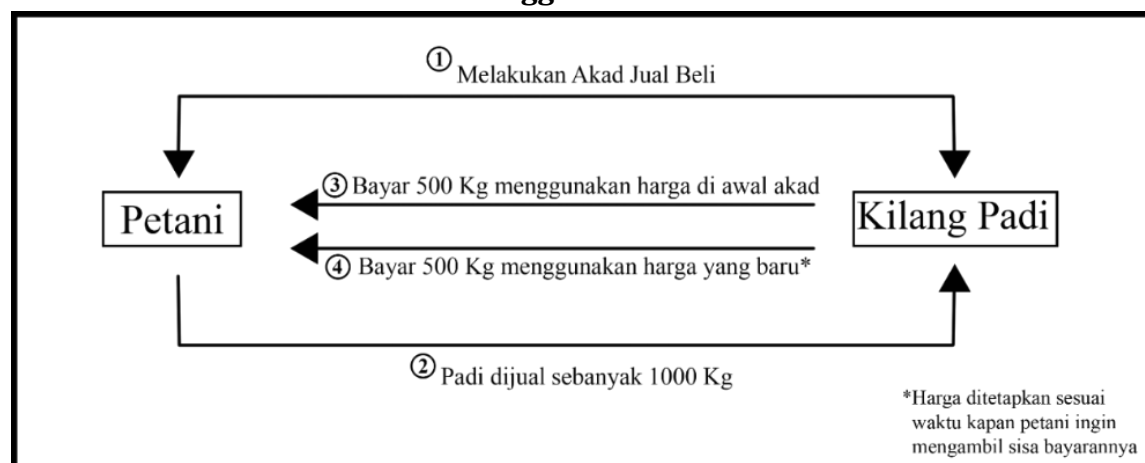 ① Melakukan Akad Jual Beli
③ Bayar 500 Kg menggunakan harga di awal akad
Petani
Kilang Padi
④ Bayar 500 Kg menggunakan harga yang baru*
② Padi dijual sebanyak 1000 Kg
*Harga ditetapkan sesuai
waktu kapan petani ingin
mengambil sisa bayarannya